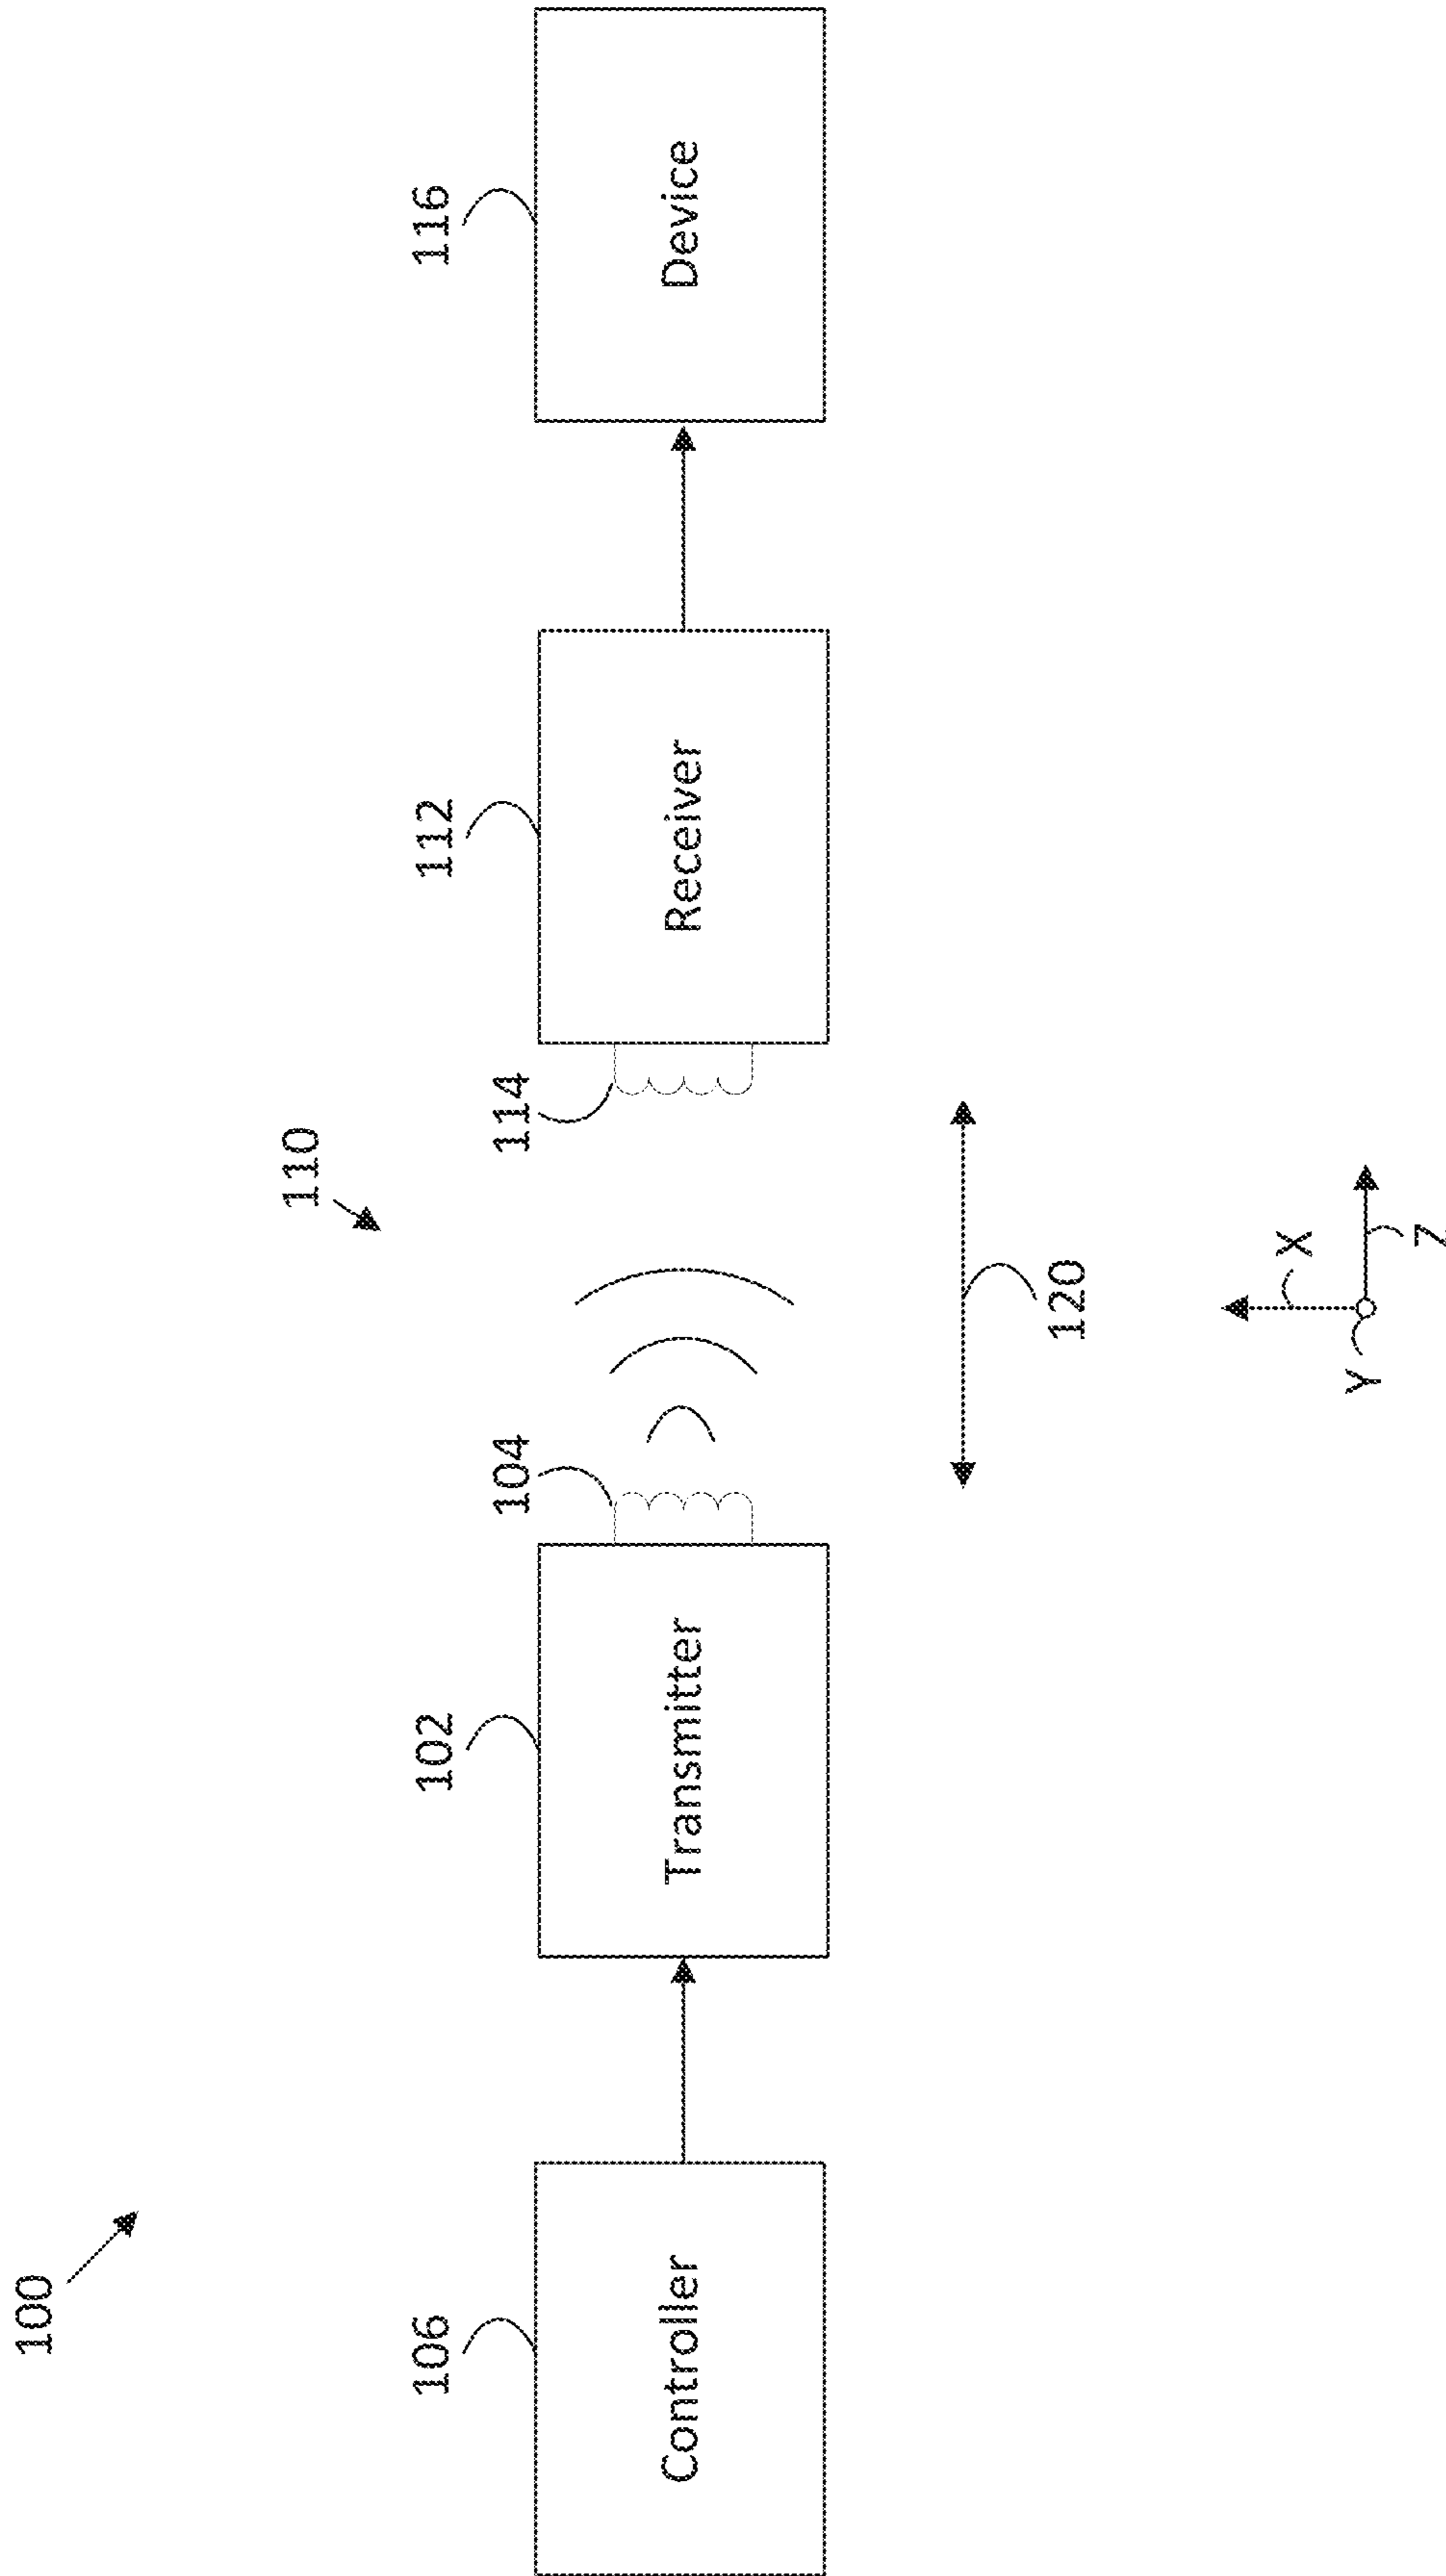 100
110
106
102
112
116
104
114
Controller
Transmitter
Receiver
Device
120
X
Y
Z